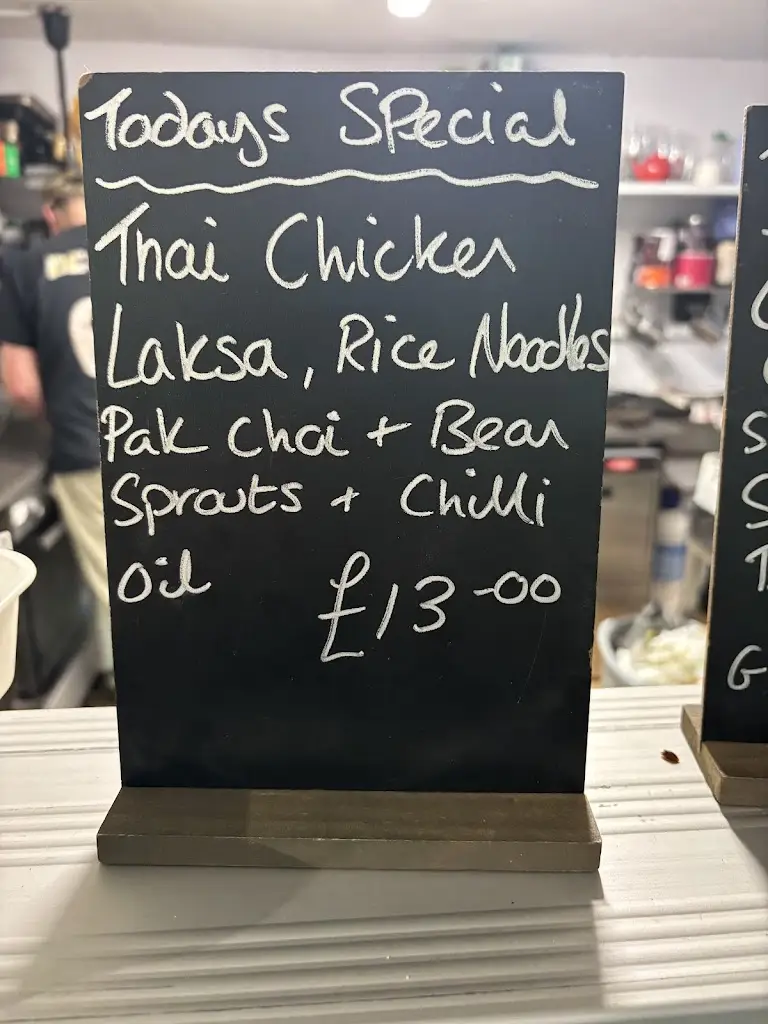 Todays Special
Thai Chicken
Laksa, Rice Noodles
Pak Choi + Bean
Sprouts + Chilli
Oil £13-00
G